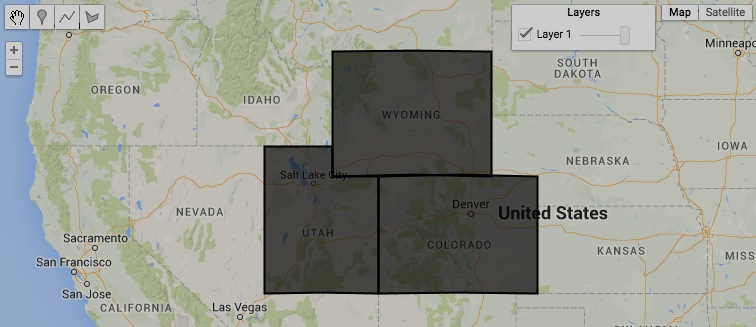 Layers
Layer 1
Map
Satellite
+
−
OREGON
IDAHO
WYOMING
SOUTH
DAKOTA
Minneapo
NEBRASKA
IOWA
Salt Lake City
NEVADA
UTAH
Denver
COLORADO
United States
KANSAS
MISS
Sacramento
San Francisco
San Jose
CALIFORNIA
Las Vegas